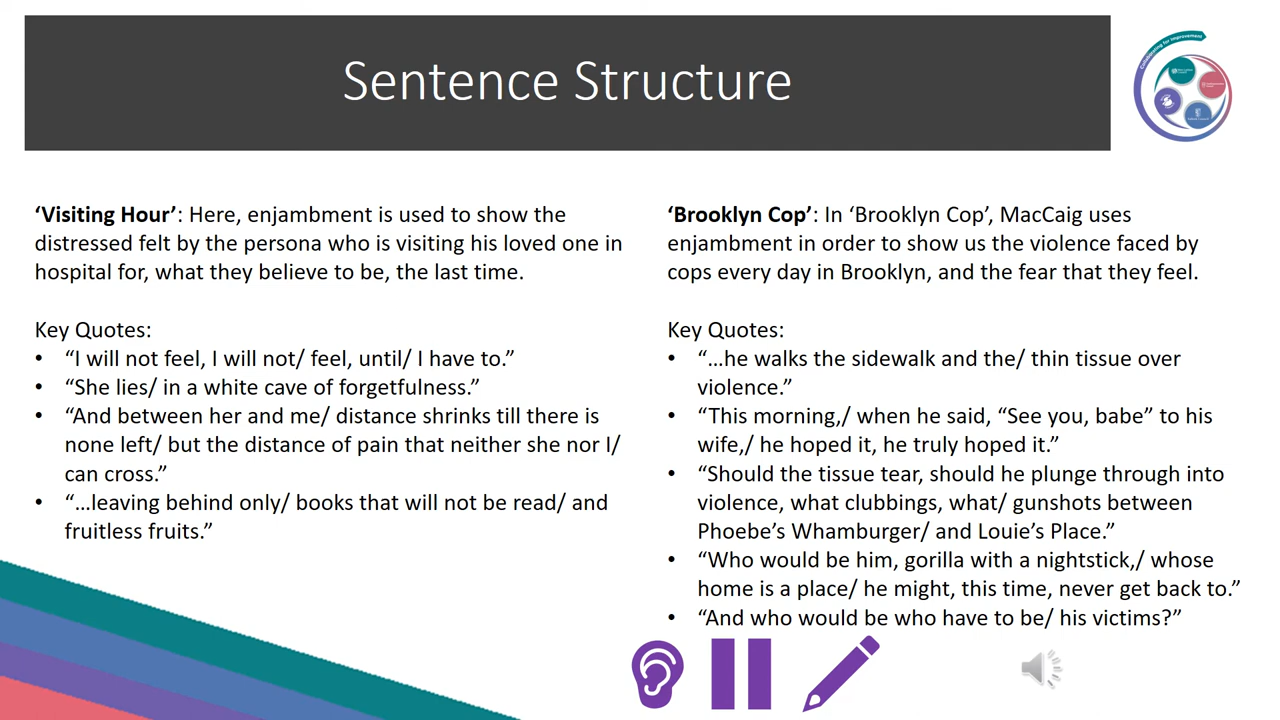 Sentence Structure
Collaborating for Improvement
‘Visiting Hour’: Here, enjambment is used to show the
distressed felt by the persona who is visiting his loved one in
hospital for, what they believe to be, the last time.
Key Quotes:
• “I will not feel, I will not/ feel, until/ I have to.”
• “She lies/ in a white cave of forgetfulness.”
• “And between her and me/ distance shrinks till there is
none left/ but the distance of pain that neither she nor I/
can cross.”
• “…leaving behind only/ books that will not be read/ and
fruitless fruits.”
‘Brooklyn Cop’: In ‘Brooklyn Cop’, MacCaig uses
enjambment in order to show us the violence faced by
cops every day in Brooklyn, and the fear that they feel.
Key Quotes:
• “…he walks the sidewalk and the/ thin tissue over
violence.”
• “This morning,/ when he said, “See you, babe” to his
wife,/ he hoped it, he truly hoped it.”
• “Should the tissue tear, should he plunge through into
violence, what clubbings, what/ gunshots between
Phoebe’s Whamburger/ and Louie’s Place.”
• “Who would be him, gorilla with a nightstick,/ whose
home is a place/ he might, this time, never get back to.”
• “And who would be who have to be/ his victims?”